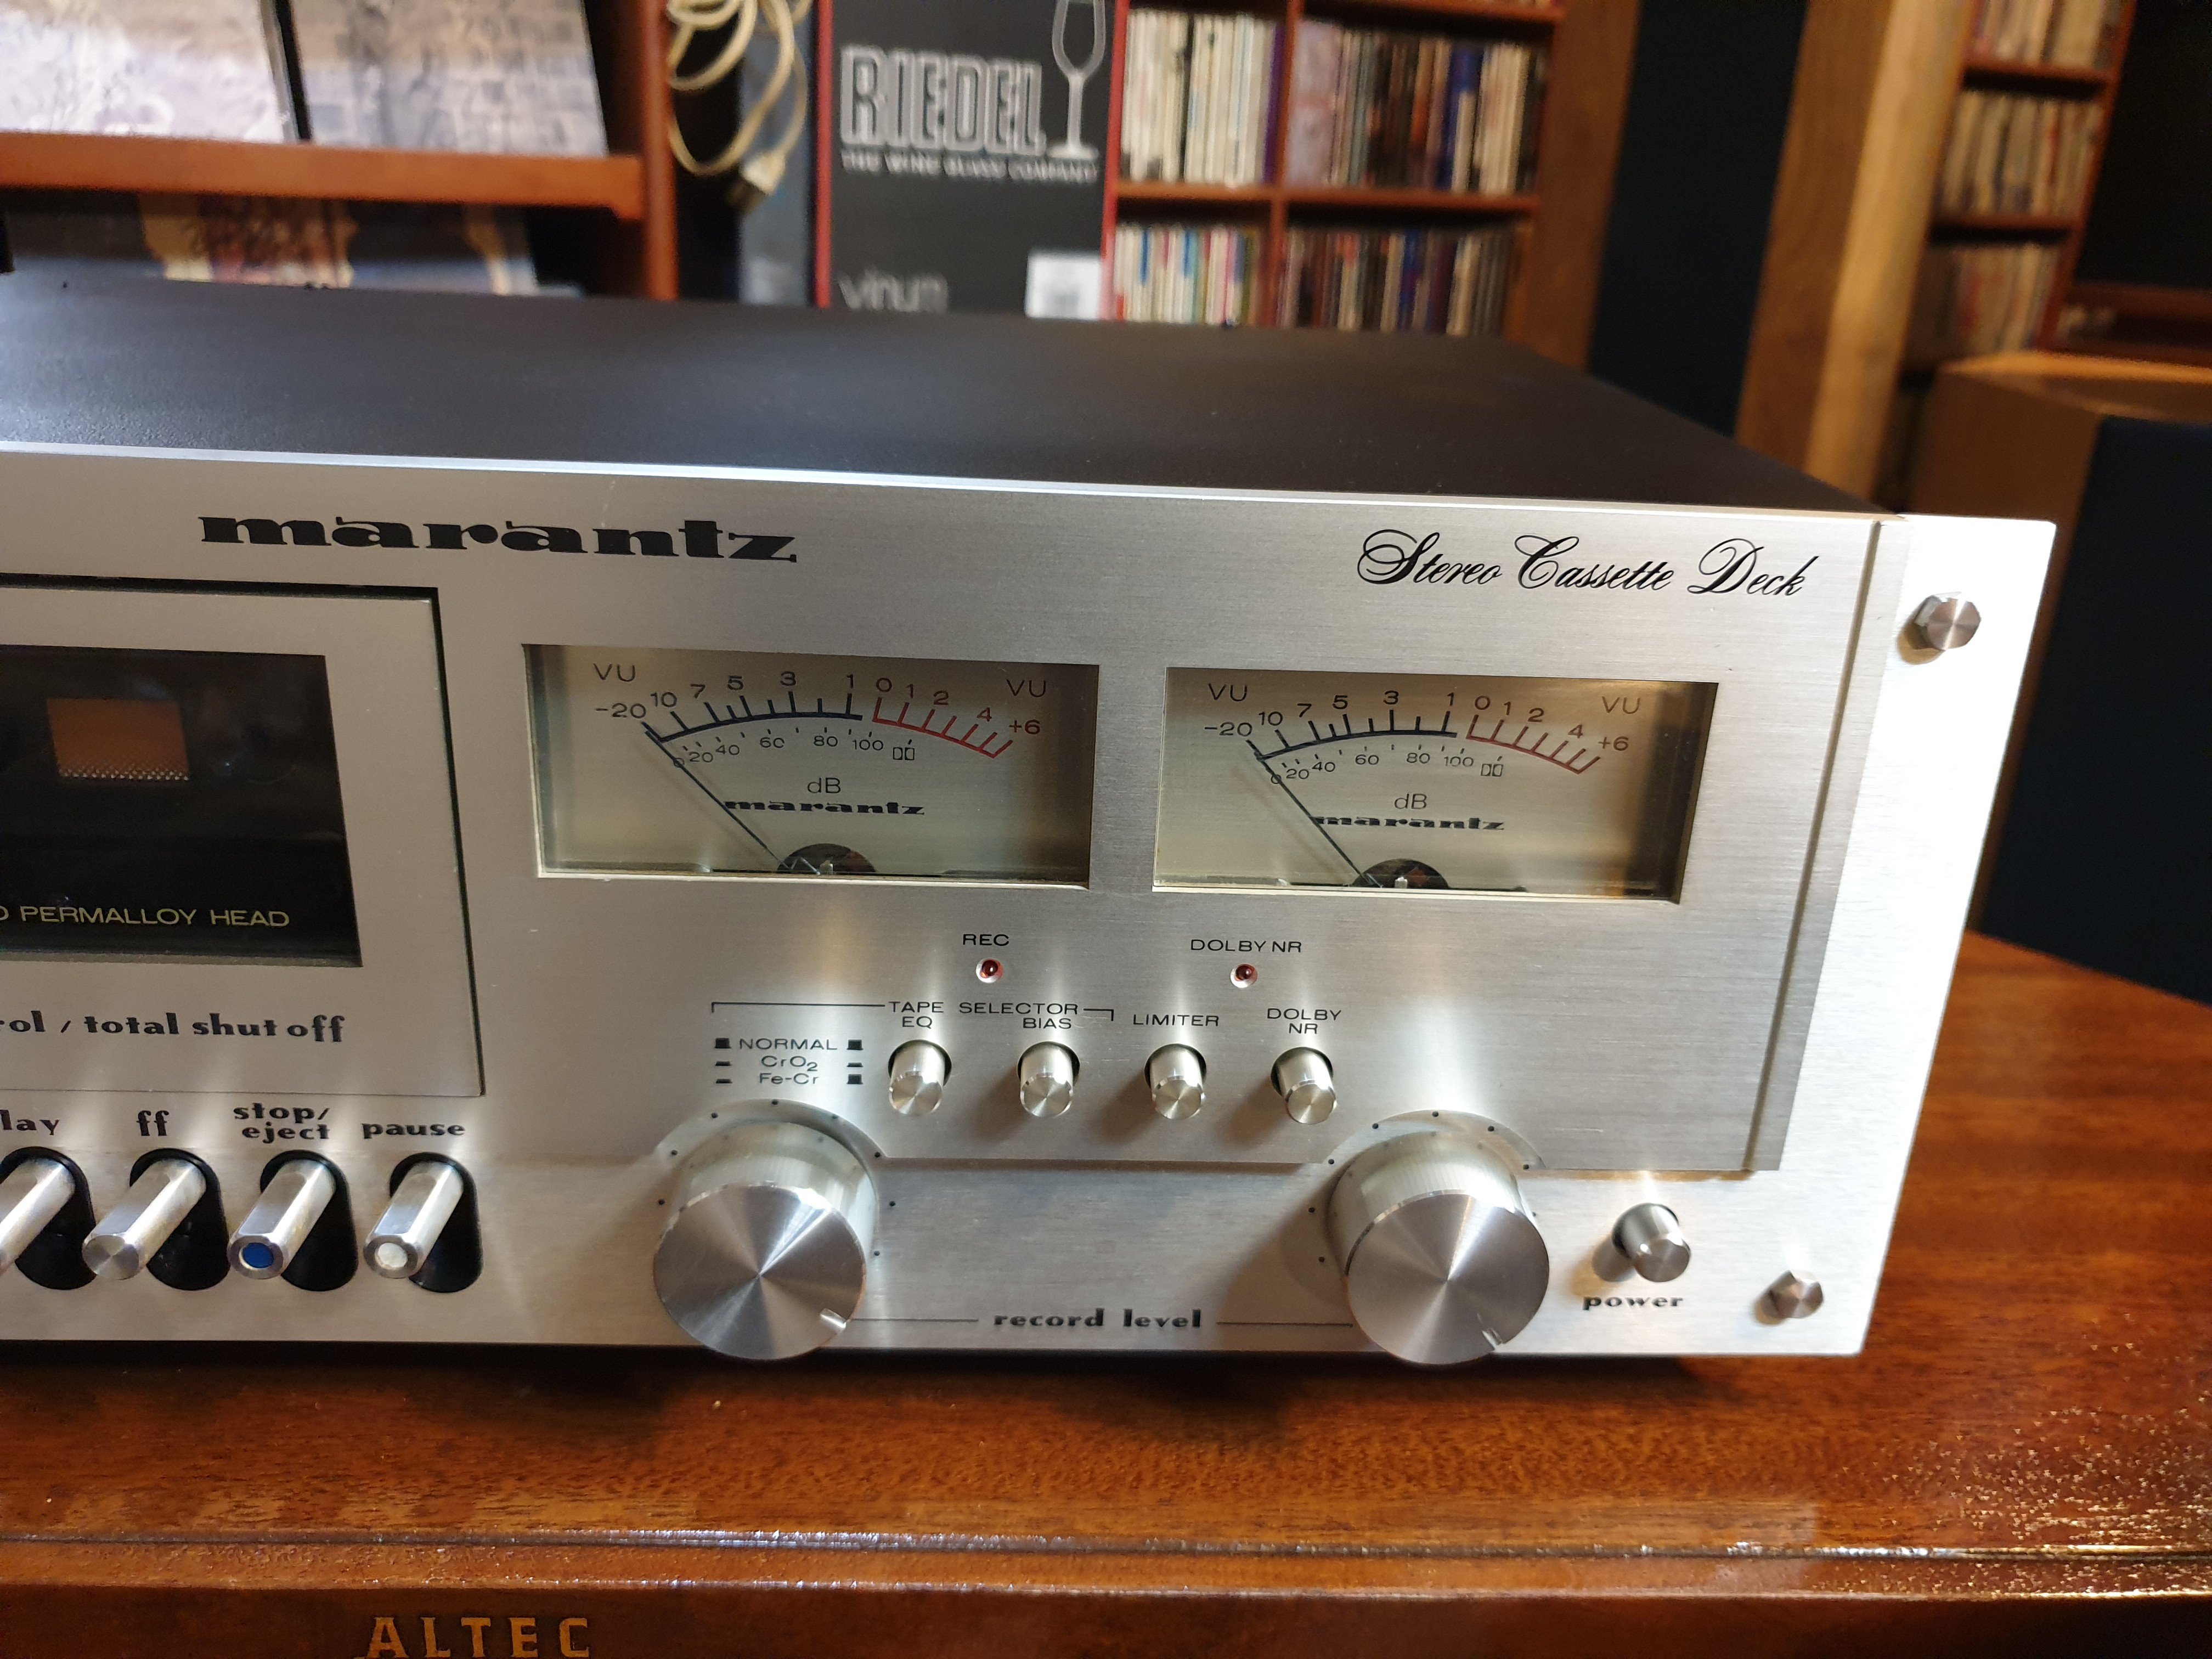 RIEDEL
THE WINE GLASS COMPANY
vinum
marantz
Stereo Cassette Deck
VU VU
-20 10 7 5 3 1 0 1 2 4 +6
0 20 40 60 80 100
dB
marantz
VU VU
-20 10 7 5 3 1 0 1 2 4 +6
0 20 40 60 80 100
dB
marantz
PERMALLOY HEAD
REC
DOLBY NR
rol / total shut off
TAPE SELECTOR
EQ BIAS
LIMITER
DOLBY
NR
NORMAL
CrO2
Fe-Cr
lay
ff
stop/
eject
pause
record level
power
ALTEC